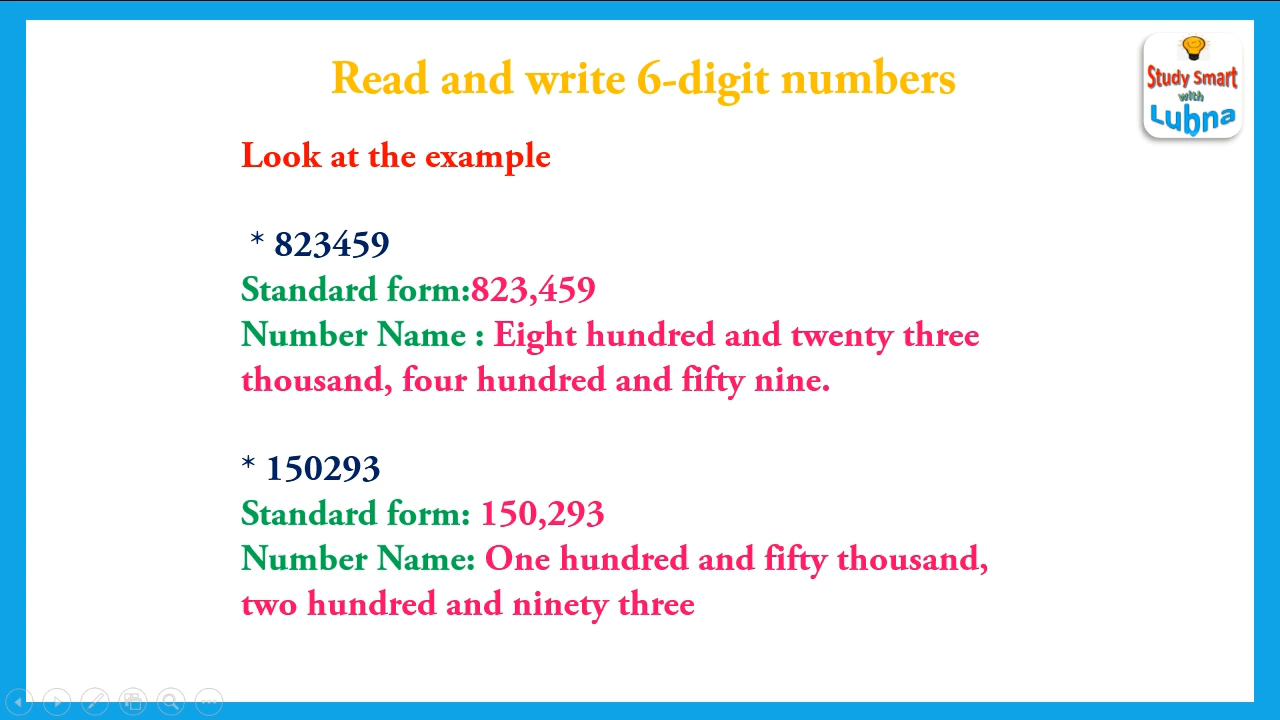 Read and write 6-digit numbers
Study Smart
with
Lubna
Look at the example
* 823459
Standard form:823,459
Number Name : Eight hundred and twenty three
thousand, four hundred and fifty nine.
* 150293
Standard form: 150,293
Number Name: One hundred and fifty thousand,
two hundred and ninety three